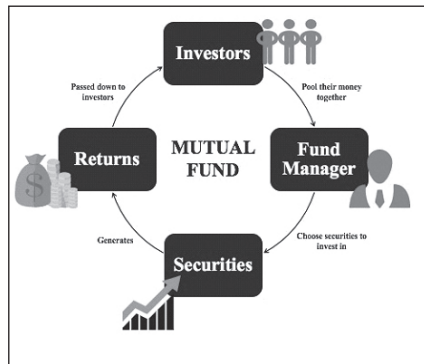 Investors
Pool their money
together
Fund
Manager
Choose securities to
invest in
Securities
Generates
Returns
Passed down to
investors
MUTUAL
FUND
$